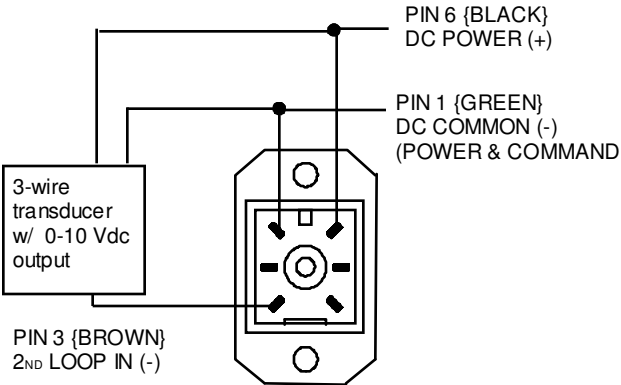 PIN 6 {BLACK}
DC POWER (+)
PIN 1 {GREEN}
DC COMMON (-)
(POWER & COMMAND
3-wire
transducer
w/ 0-10 Vdc
output
PIN 3 {BROWN}
2ND LOOP IN (-)